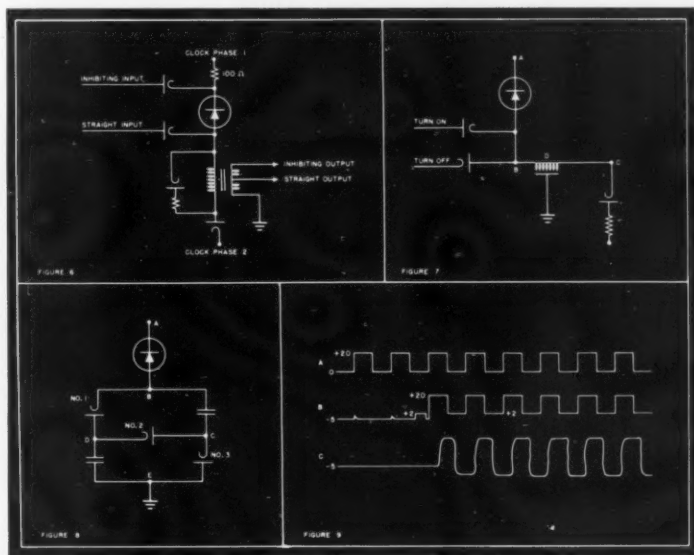 CLOCK PHASE 1
100 Ω
INHIBITING INPUT
STRAIGHT INPUT
INHIBITING OUTPUT
STRAIGHT OUTPUT
CLOCK PHASE 2
FIGURE 6
A
TURN ON
TURN OFF
B
D
C
FIGURE 7
A
B
NO. 1
NO. 2
D
C
NO. 3
E
FIGURE 8
A
+20
0
B
+20
+2
+2
-5
C
-5
FIGURE 9